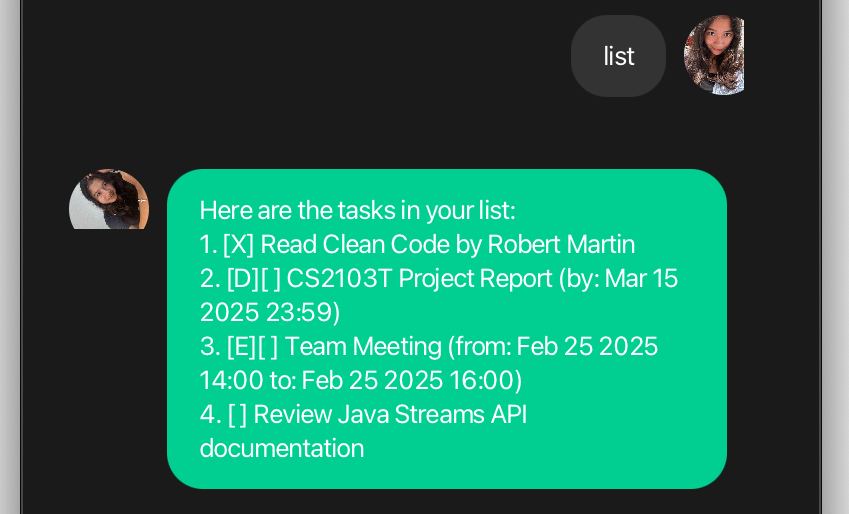 list
Here are the tasks in your list:
1. [X] Read Clean Code by Robert Martin
2. [D][ ] CS2103T Project Report (by: Mar 15
2025 23:59)
3. [E][ ] Team Meeting (from: Feb 25 2025
14:00 to: Feb 25 2025 16:00)
4. [ ] Review Java Streams API
documentation